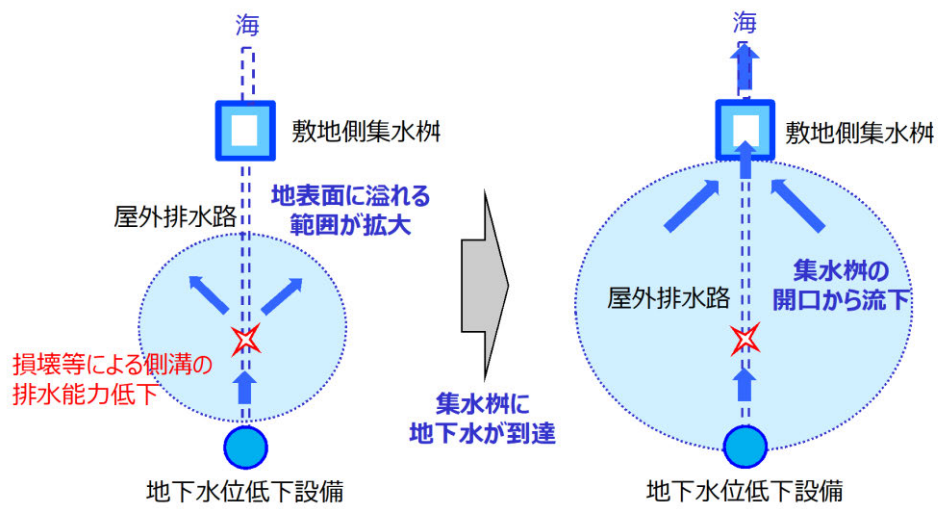 海
敷地側集水桝
地表面に溢れる
範囲が拡大
屋外排水路
損壊等による側溝の
排水能力低下
地下水位低下設備
集水桝に
地下水が到達
海
敷地側集水桝
集水桝の
開口から流下
屋外排水路
地下水位低下設備